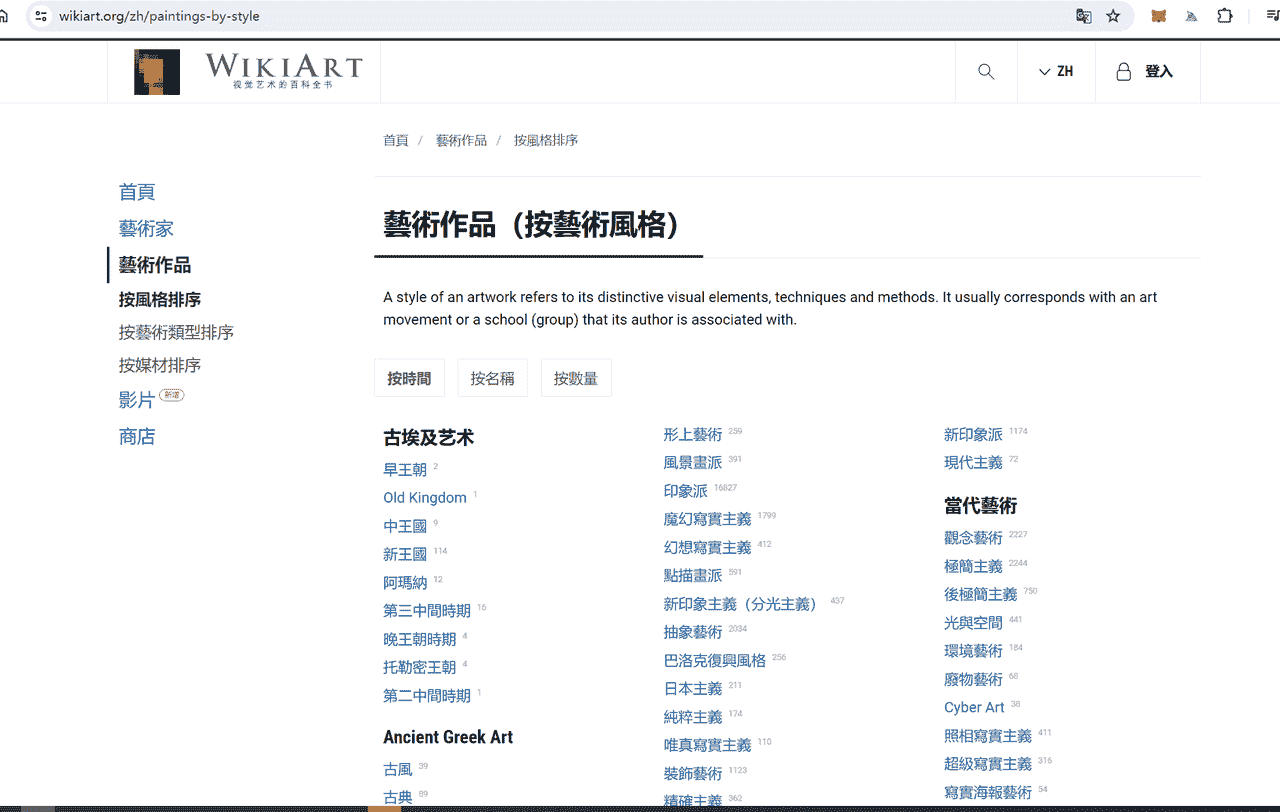 wikiart.org/zh/paintings-by-style
WIKIART
视觉艺术的百科全书
ZH
登入
首頁 / 藝術作品 / 按風格排序
首頁
藝術家
藝術作品
按風格排序
按藝術類型排序
按媒材排序
影片 新增
商店
藝術作品（按藝術風格）
A style of an artwork refers to its distinctive visual elements, techniques and methods. It usually corresponds with an art
movement or a school (group) that its author is associated with.
按時間 按名稱 按數量
古埃及艺术
早王朝 2
Old Kingdom 1
中王國 9
新王國 114
阿瑪納 12
第三中間時期 16
晚王朝時期 4
托勒密王朝 4
第二中間時期 1
Ancient Greek Art
古風 39
古典 89
形上藝術 259
風景畫派 391
印象派 16827
魔幻寫實主義 1799
幻想寫實主義 412
點描畫派 591
新印象主義（分光主義） 437
抽象藝術 2034
巴洛克復興風格 256
日本主義 211
純粹主義 174
唯真寫實主義 110
裝飾藝術 1123
精確主義 362
新印象派 1174
現代主義 72
當代藝術
觀念藝術 2227
極簡主義 2244
後極簡主義 750
光與空間 441
環境藝術 184
廢物藝術 68
Cyber Art 38
照相寫實主義 411
超級寫實主義 316
寫實海報藝術 54